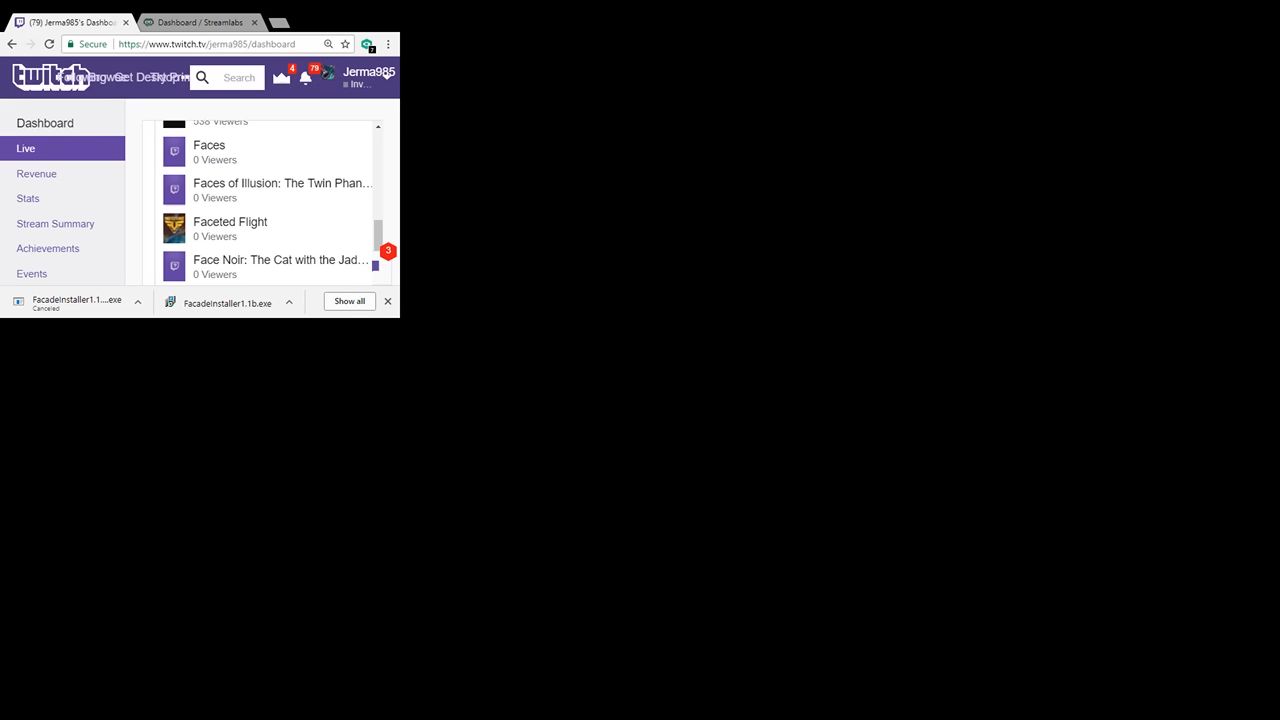 (79) Jerma985's Dashboa
Dashboard / Streamlabs
Secure
https://www.twitch.tv/jerma985/dashboard
7
twitch
Search
4
79
Jerma985
Inv...
Dashboard
Live
Revenue
Stats
Stream Summary
Achievements
Events
538 Viewers
Faces
0 Viewers
Faces of Illusion: The Twin Phan...
0 Viewers
Faceted Flight
0 Viewers
Face Noir: The Cat with the Jad...
0 Viewers
3
FacadeInstaller1.1....exe
Canceled
FacadeInstaller1.1b.exe
Show all